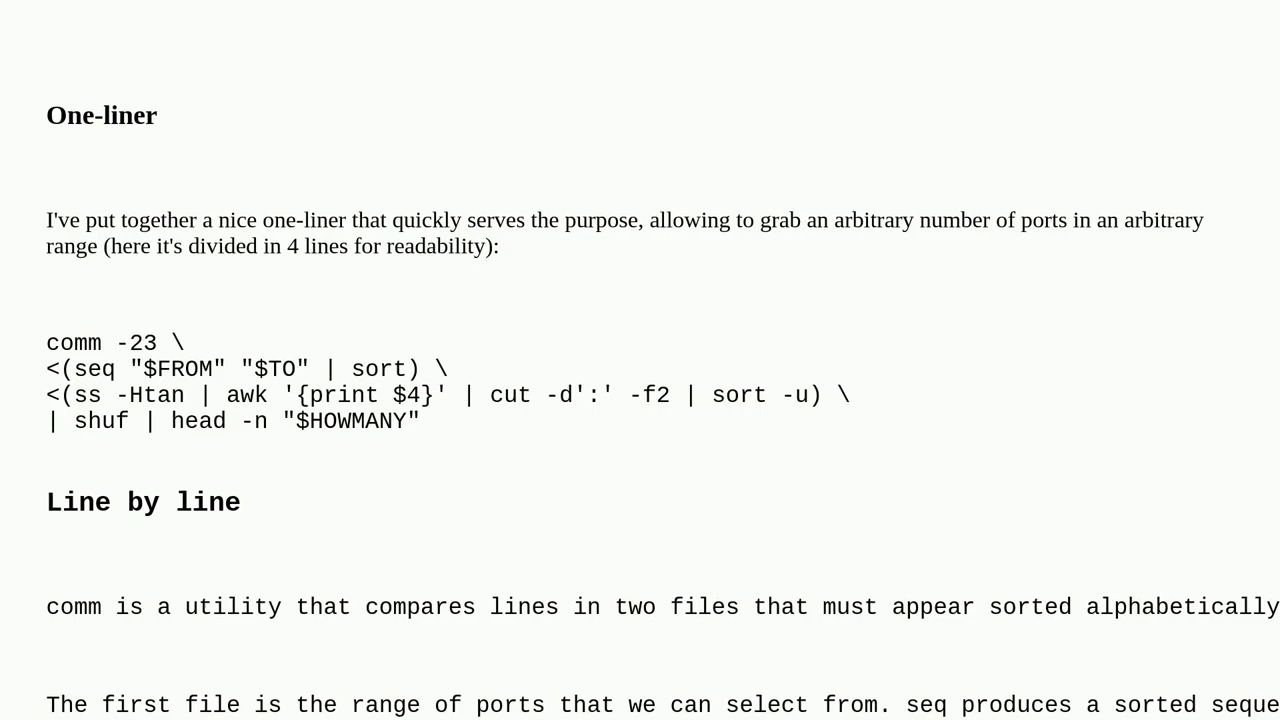 One-liner
I've put together a nice one-liner that quickly serves the purpose, allowing to grab an arbitrary number of ports in an arbitrary
range (here it's divided in 4 lines for readability):
comm -23 \
<(seq "$FROM" "$TO" | sort) \
<(ss -Htan | awk '{print $4}' | cut -d':' -f2 | sort -u) \
| shuf | head -n "$HOWMANY"
Line by line
comm is a utility that compares lines in two files that must appear sorted alphabetically
The first file is the range of ports that we can select from. seq produces a sorted seque